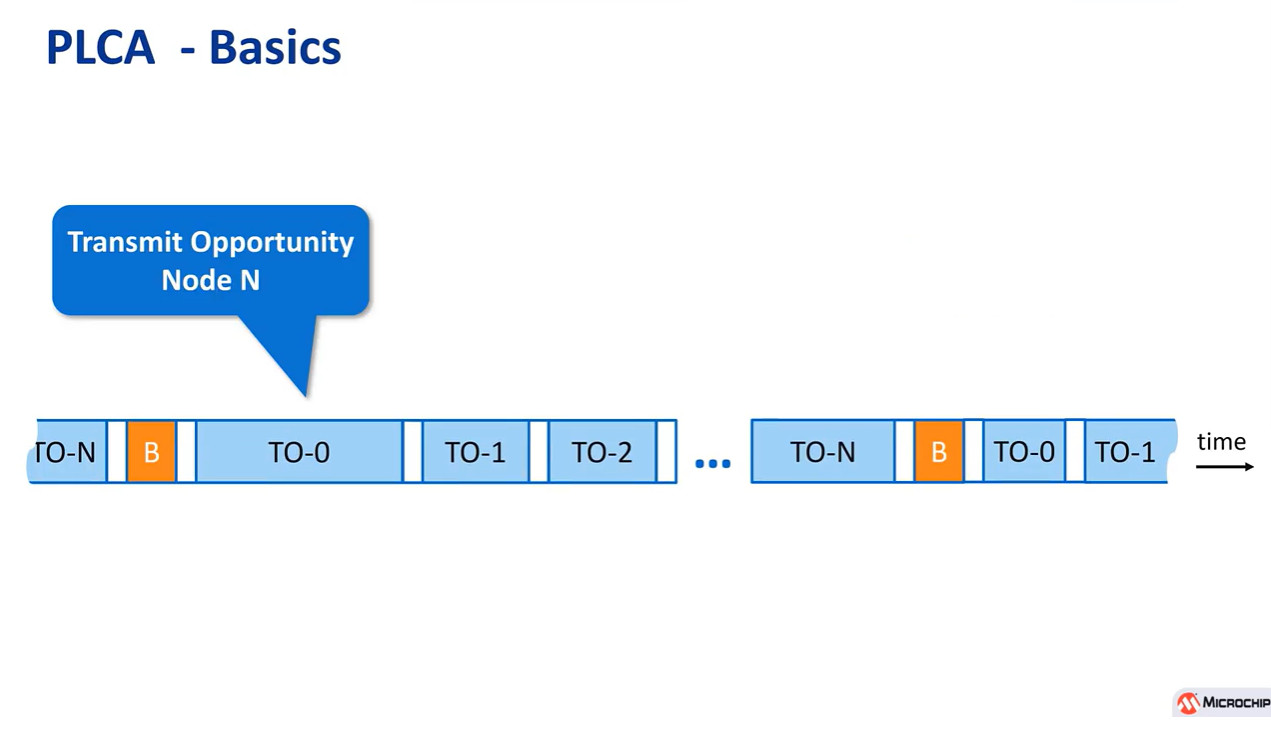 PLCA - Basics
Transmit Opportunity
Node N
TO-N B TO-0 TO-1 TO-2 ... TO-N B TO-0 TO-1 time
MICROCHIP